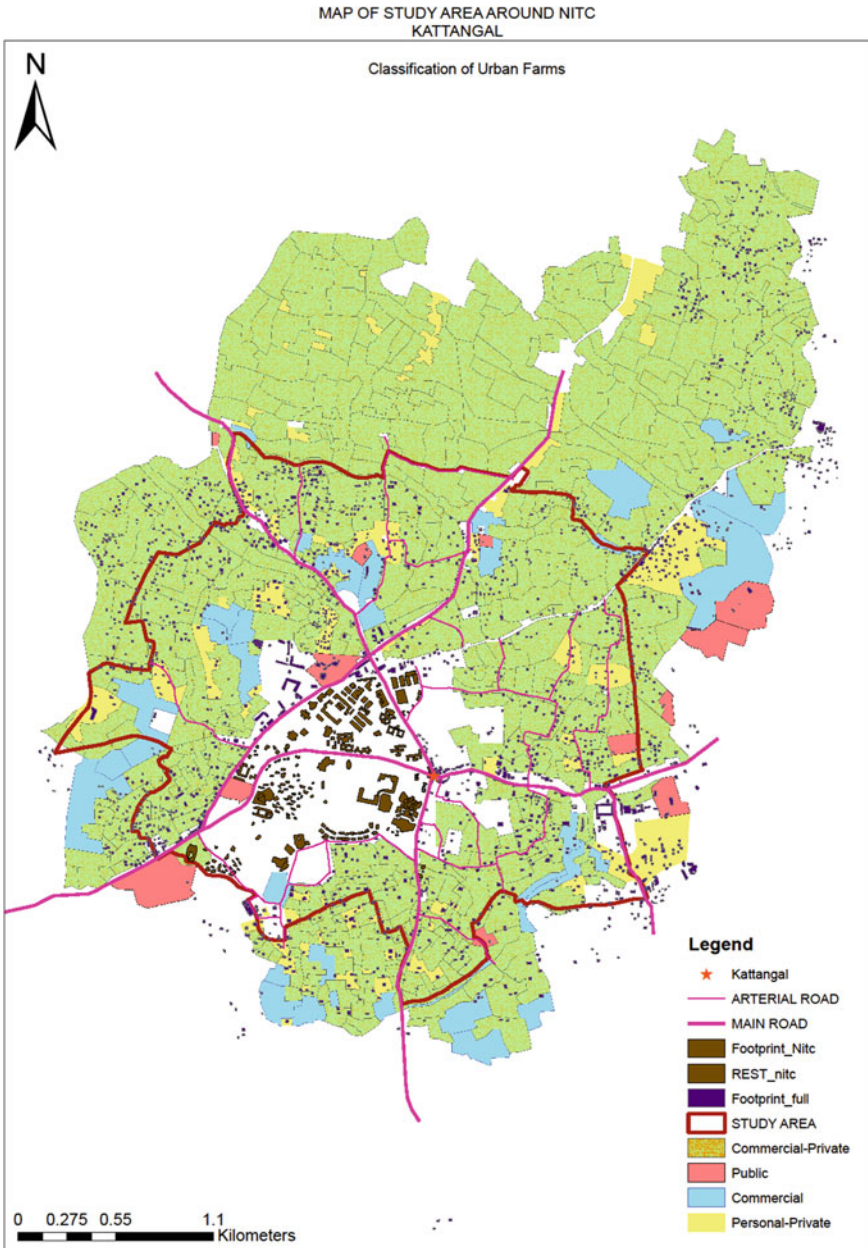 MAP OF STUDY AREA AROUND NITC
KATTANGAL
N
Classification of Urban Farms
Legend
Kattangal
ARTERIAL ROAD
MAIN ROAD
Footprint_Nitc
REST_nitc
Footprint_full
STUDY AREA
Commercial-Private
Public
Commercial
Personal-Private
0 0.275 0.55 1.1
Kilometers